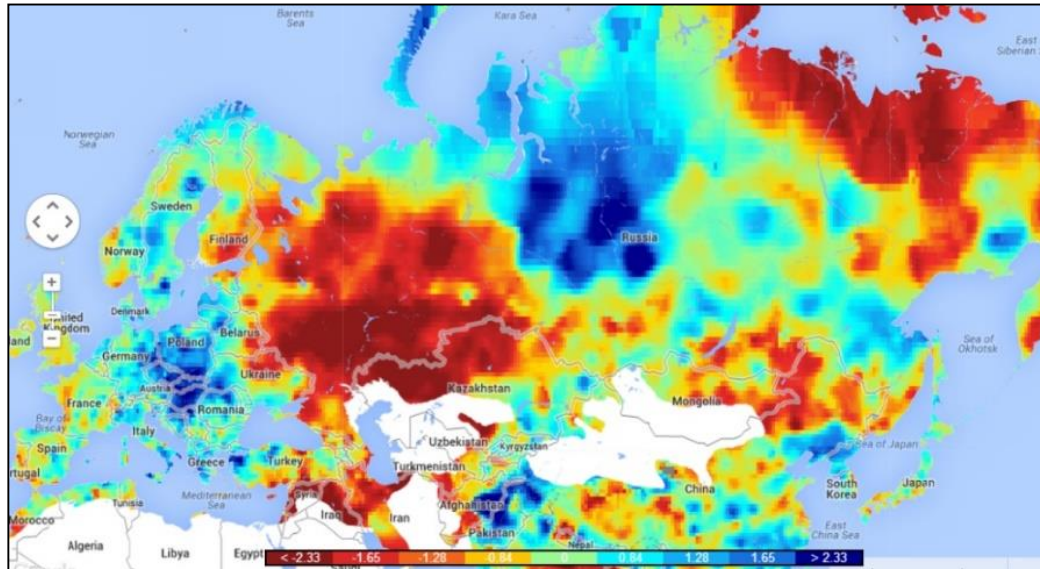 Barents
Sea
Kara Sea
East
Siberian S
Norwegian
Sea
Sweden
Finland
Norway
Russia
+
−
Denmark
United
Kingdom
land
Belarus
Poland
Germany
Sea of
Okhotsk
Ukraine
Austria
Kazakhstan
Mongolia
France
Romania
Bay of
Biscay
Italy
Uzbekistan
Kyrgyzstan
Sea of Japan
Spain
Greece
Turkey
Turkmenistan
China
South
Korea
Japan
rtugal
Tunisia
Mediterranean
Sea
Syria
Iraq
Iran
Afghanistan
Morocco
Pakistan
East
China Sea
Algeria
Libya
Egypt
Nepal
< -2.33 -1.65 -1.28 -0.84 0 0.84 1.28 1.65 > 2.33